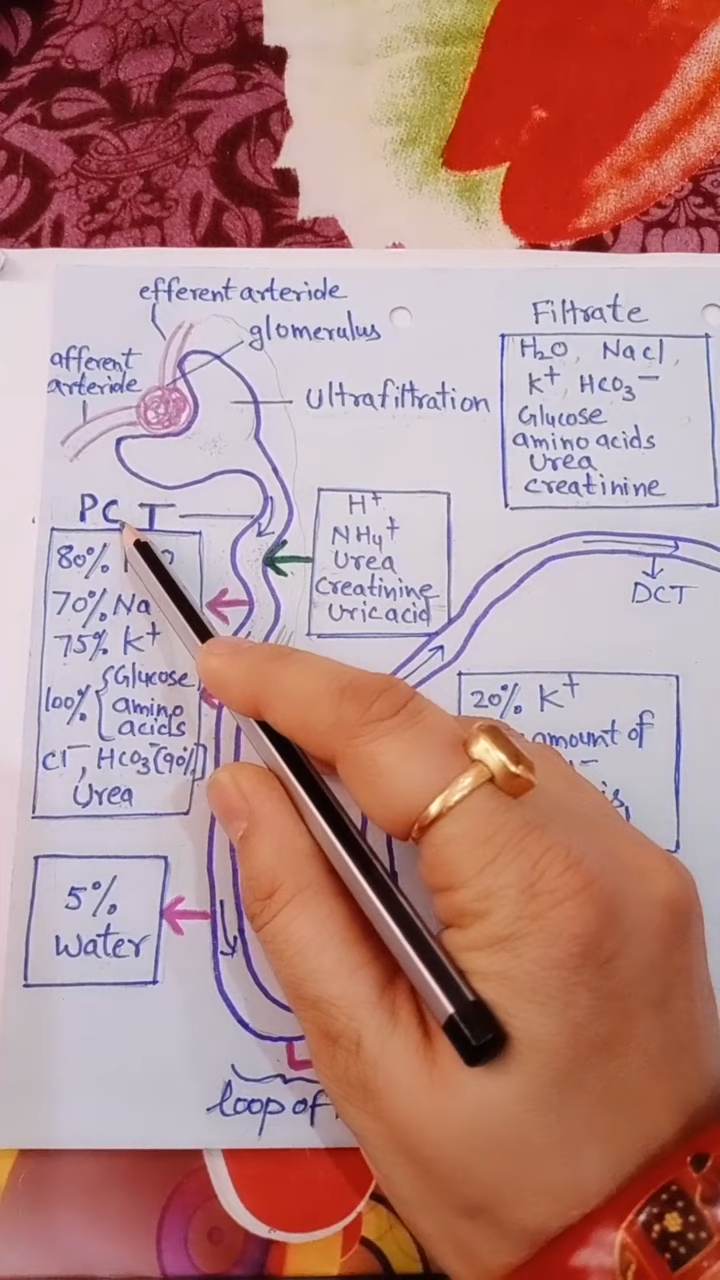 efferent arteride
glomerulus
afferent
arteride
ultrafiltration
Filtrate
H₂O, Nacl,
K⁺, HCO₃⁻
Glucose
amino acids
Urea
creatinine
PCT
80%
70% Na
75% K⁺
100% { Glucose
amino
acids
Cl⁻, HCO₃⁻(90%)
Urea
H⁺
NH4⁺
Urea
Creatinine
Uric acid
DCT
20% K⁺
amount of
5%
water
loop of